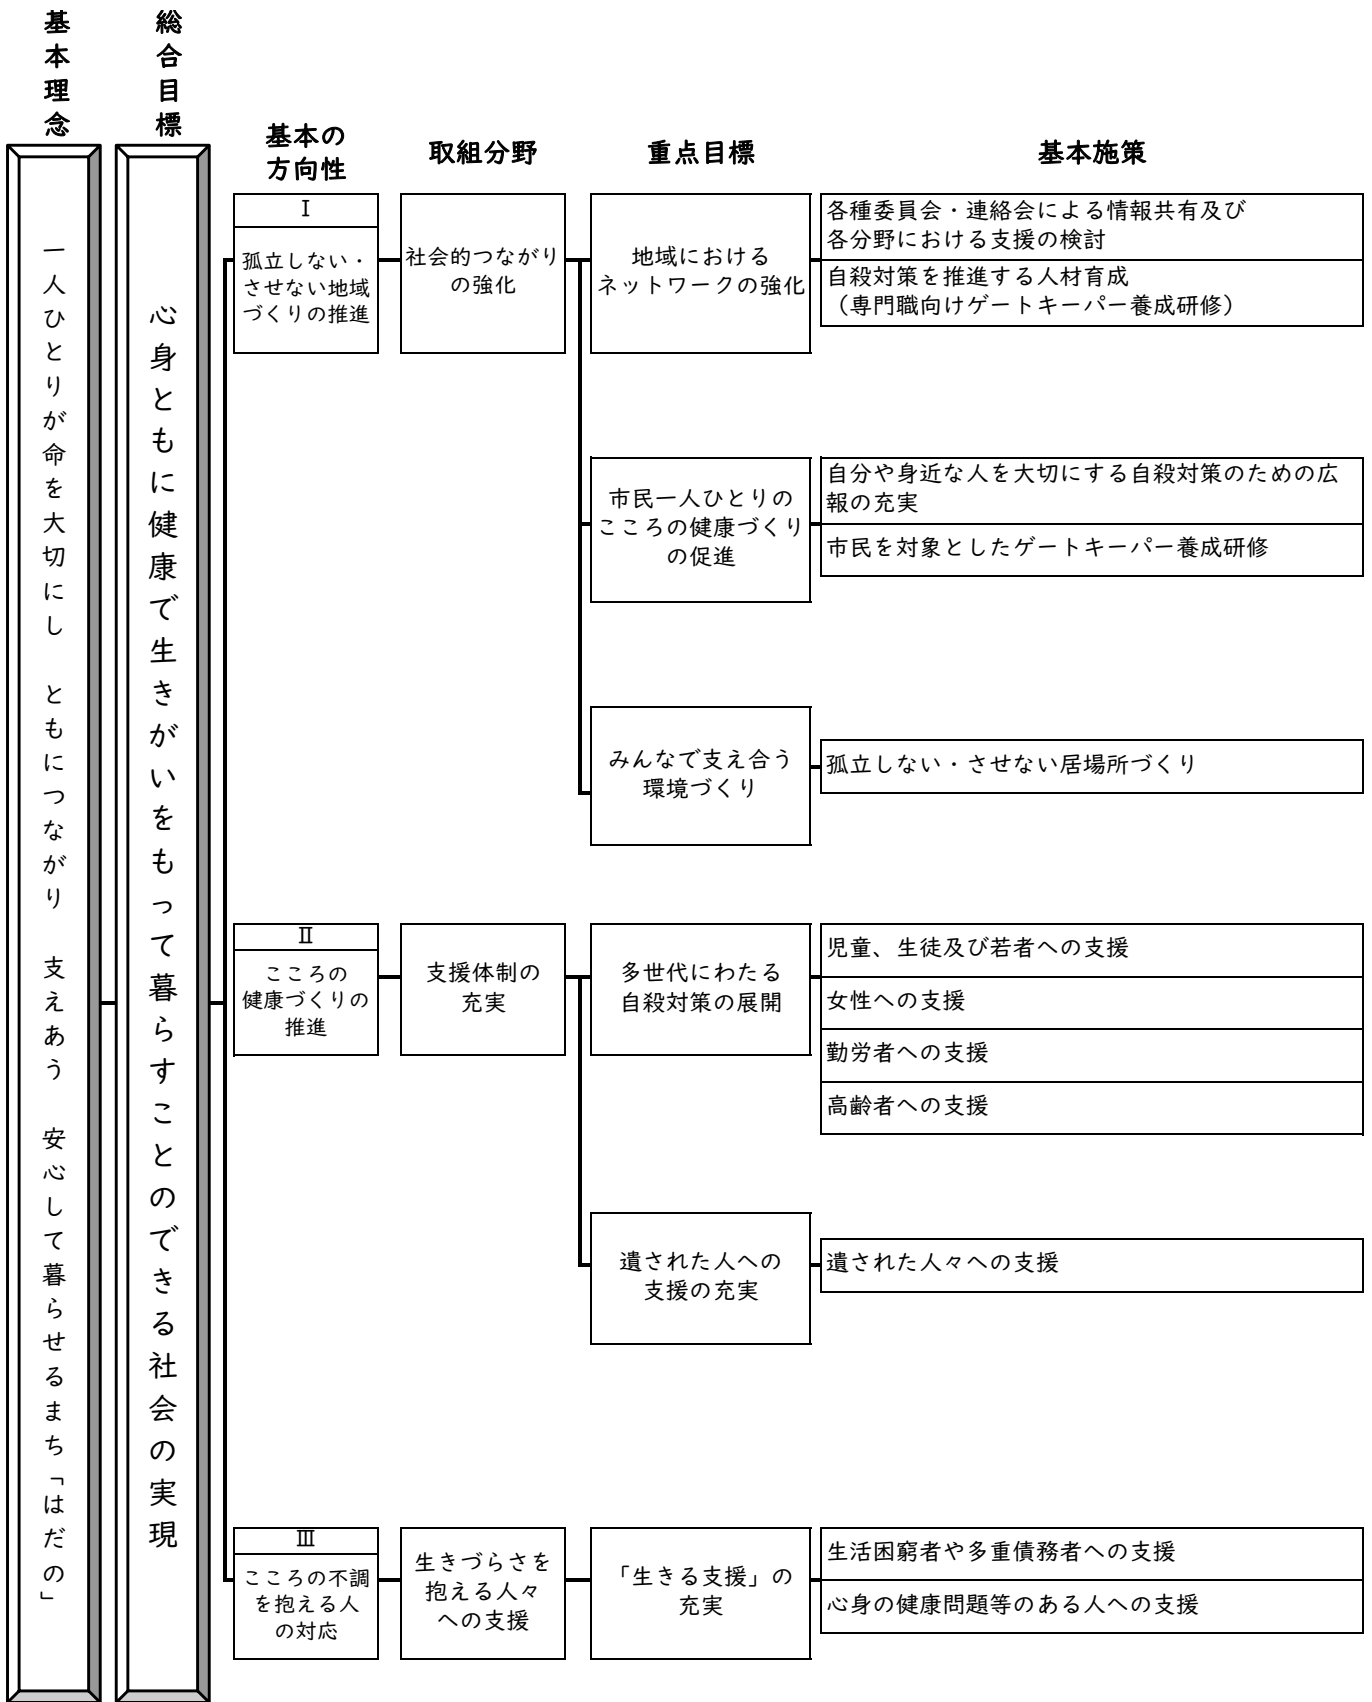 基本理念
総合目標
基本の
方向性
取組分野
重点目標
基本施策
一人ひとりが命を大切にし　ともにつながり　支えあう　安心して暮らせるまち「はだの」
心身ともに健康で生きがいをもって暮らすことのできる社会の実現
Ⅰ
孤立しない・
させない地域
づくりの推進
社会的つながり
の強化
地域における
ネットワークの強化
各種委員会・連絡会による情報共有及び
各分野における支援の検討
自殺対策を推進する人材育成
（専門職向けゲートキーパー養成研修）
市民一人ひとりの
こころの健康づくり
の促進
自分や身近な人を大切にする自殺対策のための広
報の充実
市民を対象としたゲートキーパー養成研修
みんなで支え合う
環境づくり
孤立しない・させない居場所づくり
Ⅱ
こころの
健康づくりの
推進
支援体制の
充実
多世代にわたる
自殺対策の展開
児童、生徒及び若者への支援
女性への支援
勤労者への支援
高齢者への支援
遺された人への
支援の充実
遺された人々への支援
Ⅲ
こころの不調
を抱える人
の対応
生きづらさを
抱える人々
への支援
「生きる支援」の
充実
生活困窮者や多重債務者への支援
心身の健康問題等のある人への支援